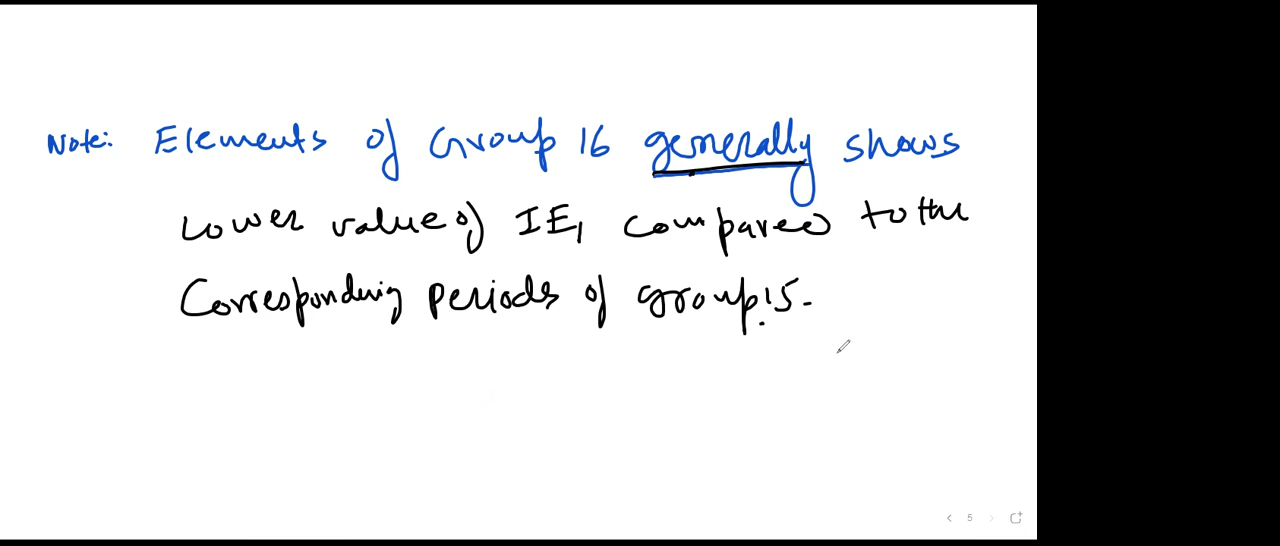 Note: Elements of Group 16 generally shows
Lower value of IE₁ compared to the
Corresponding periods of group 15.
5